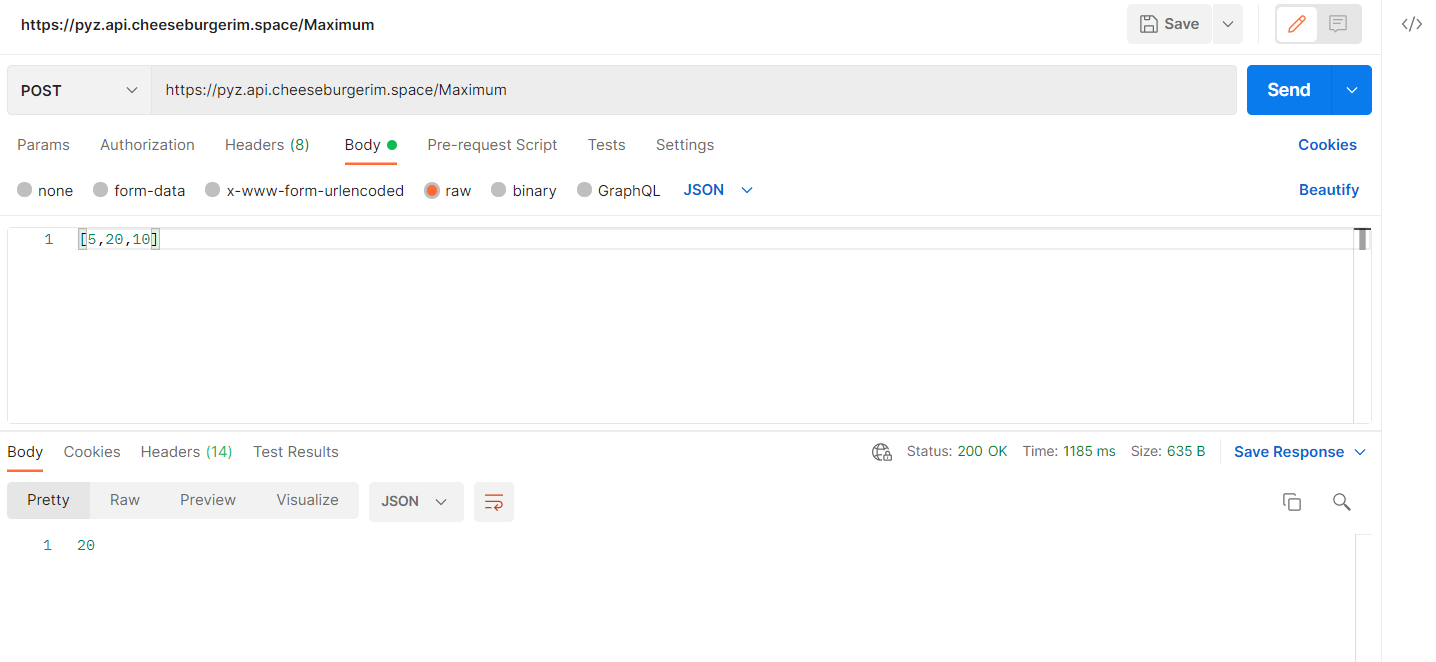 https://pyz.api.cheeseburgerim.space/Maximum
Save
POST https://pyz.api.cheeseburgerim.space/Maximum Send
Params Authorization Headers (8) Body Pre-request Script Tests Settings Cookies
none form-data x-www-form-urlencoded raw binary GraphQL JSON Beautify
1 [5,20,10]
Body Cookies Headers (14) Test Results Status: 200 OK Time: 1185 ms Size: 635 B Save Response
Pretty Raw Preview Visualize JSON
1 20